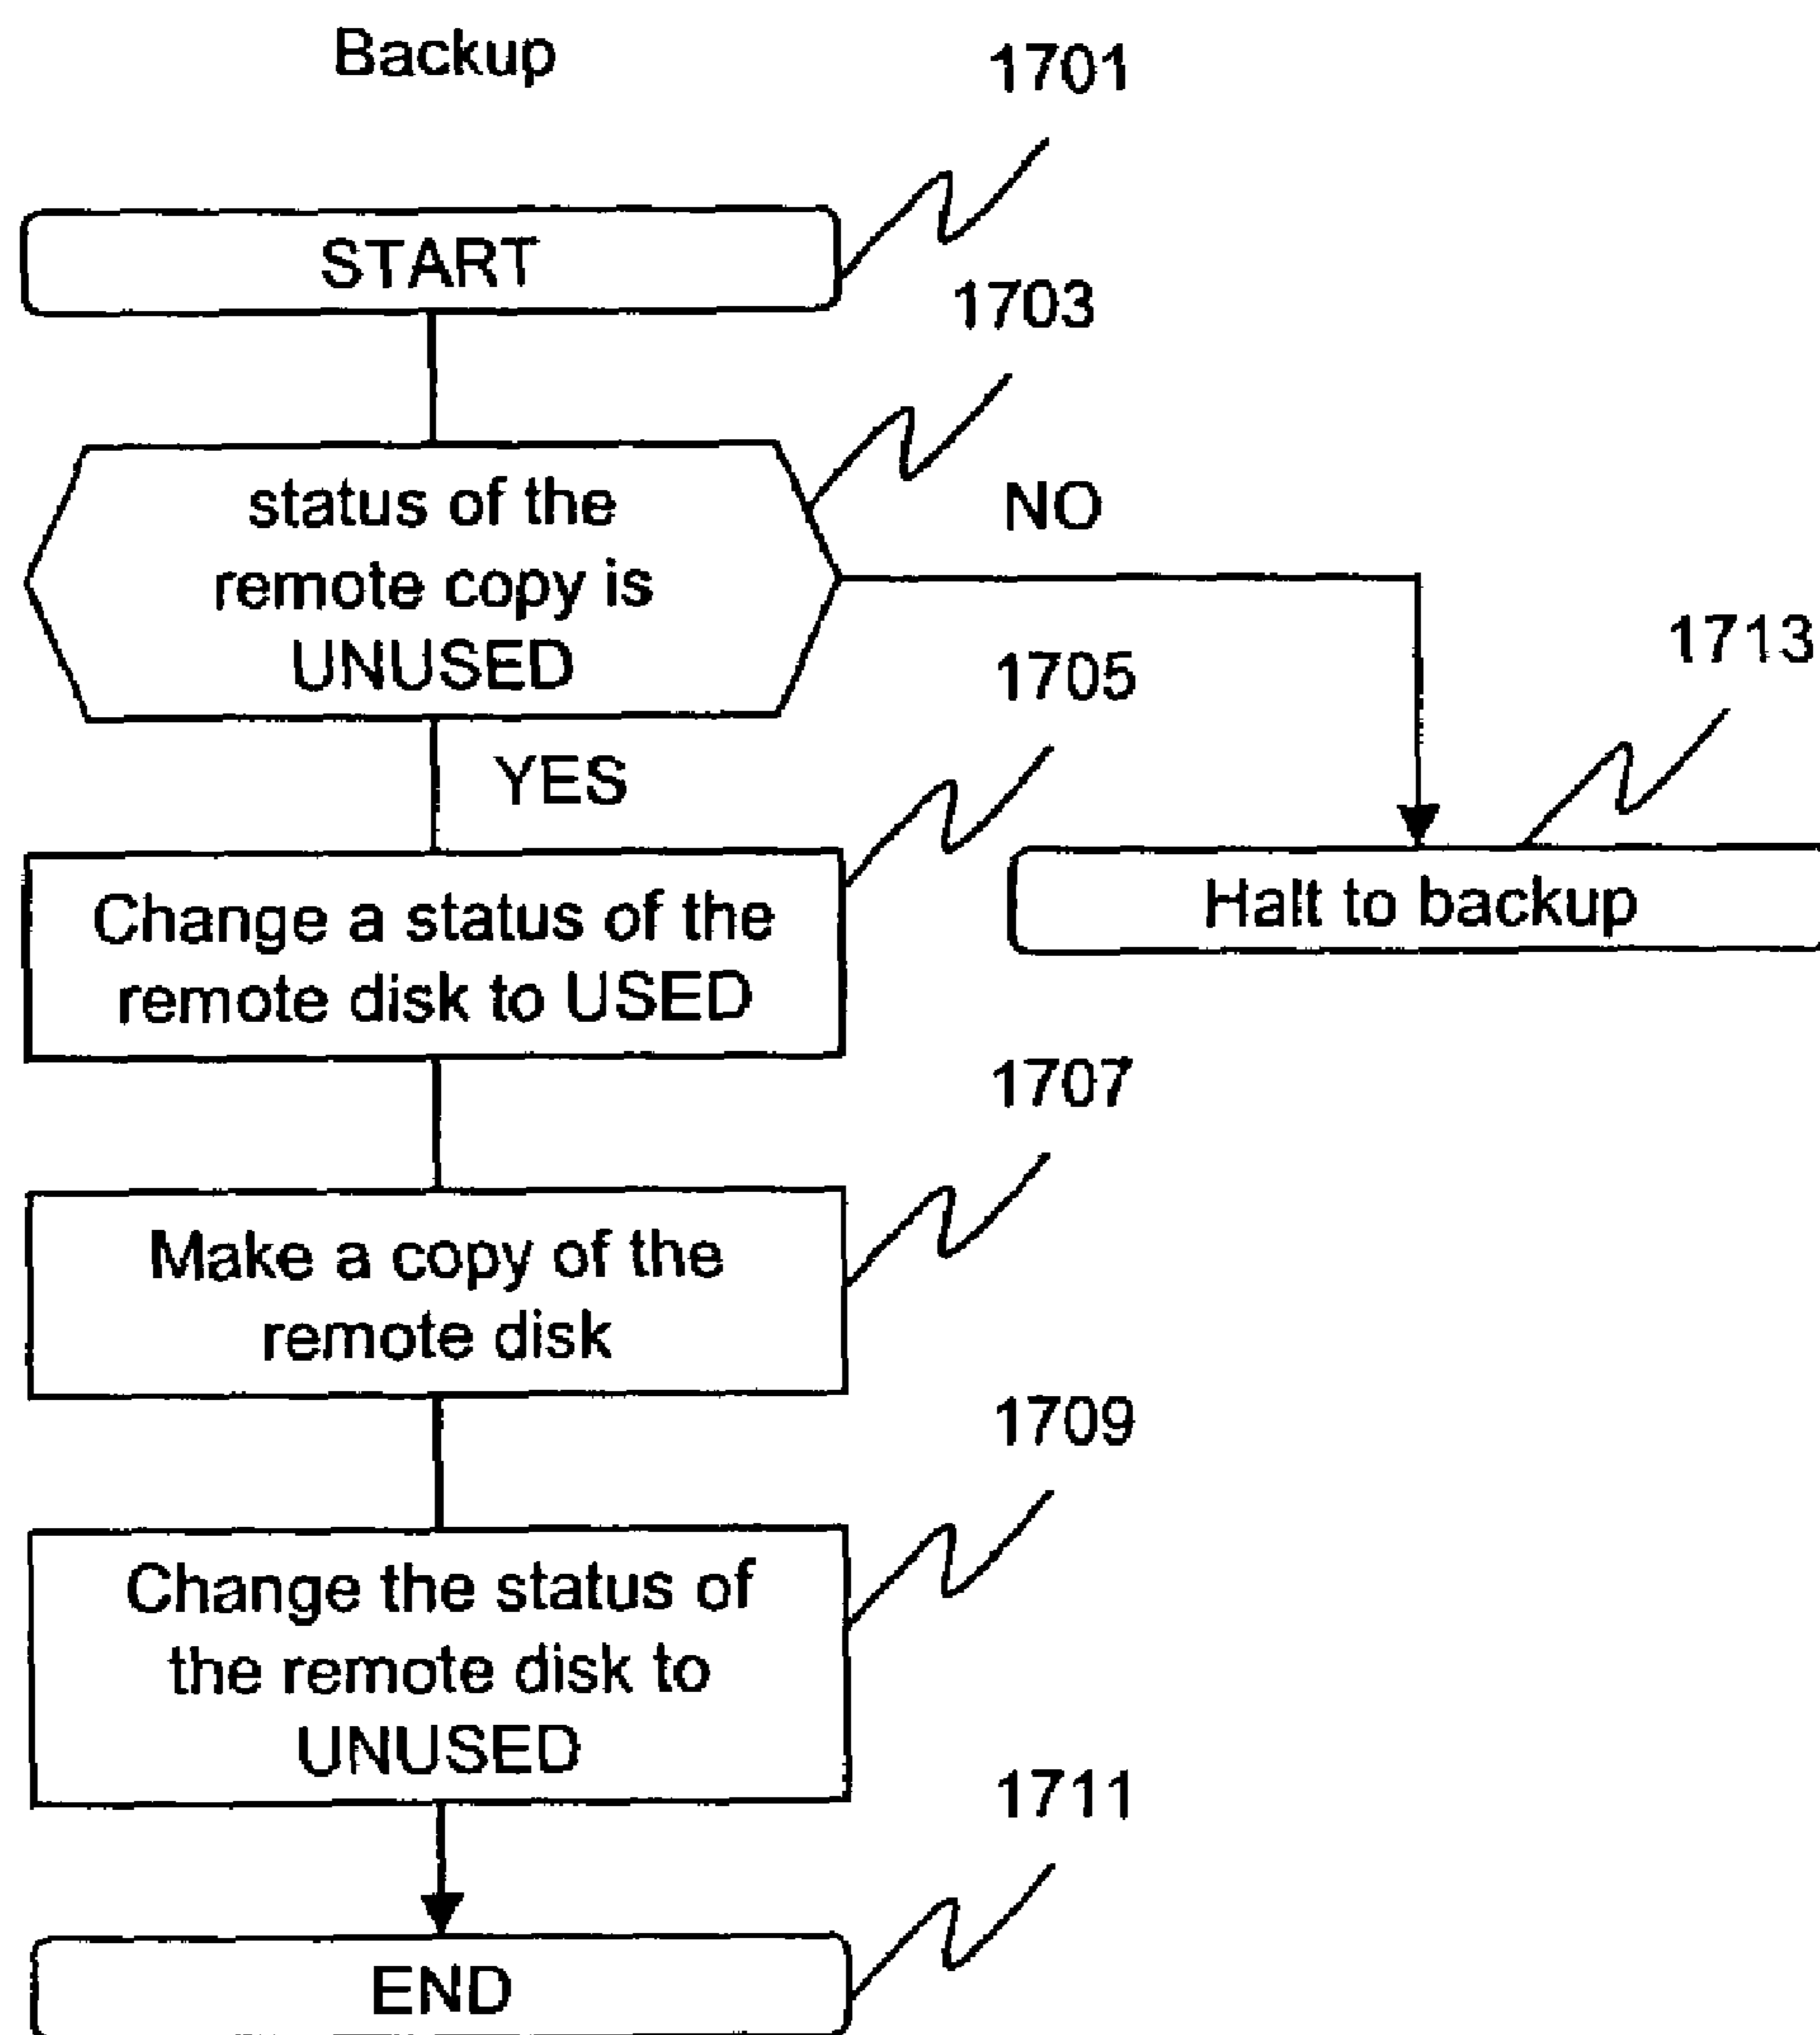 Backup
1701
START
1703
status of the
remote copy is
UNUSED
NO
YES
1705
1713
Change a status of the
remote disk to USED
Halt to backup
1707
Make a copy of the
remote disk
1709
Change the status of
the remote disk to
UNUSED
1711
END